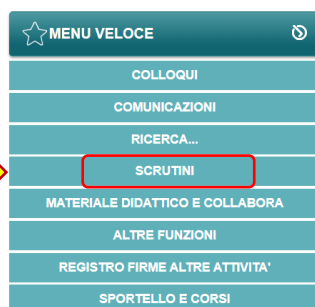 MENU VELOCE
COLLOQUI
COMUNICAZIONI
RICERCA...
SCRUTINI
MATERIALE DIDATTICO E COLLABORA
ALTRE FUNZIONI
REGISTRO FIRME ALTRE ATTIVITA'
SPORTELLO E CORSI